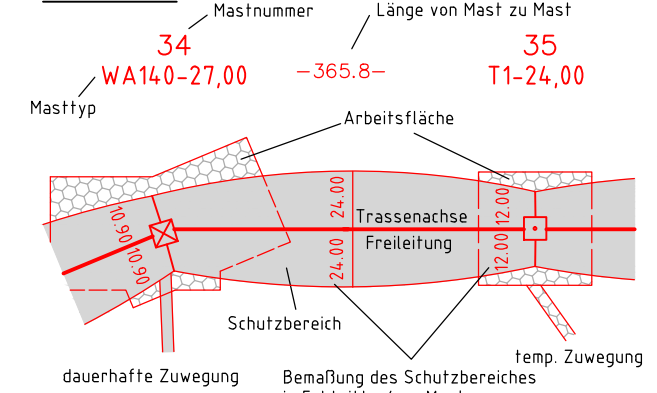 Mastnummer
Länge von Mast zu Mast
34
35
WA140-27,00
-365.8-
T1-24,00
Masttyp
Arbeitsfläche
10.90
10.90
24.00
24.00
12.00
12.00
Trassenachse
Freileitung
Schutzbereich
temp. Zuwegung
dauerhafte Zuwegung
Bemaßung des Schutzbereiches